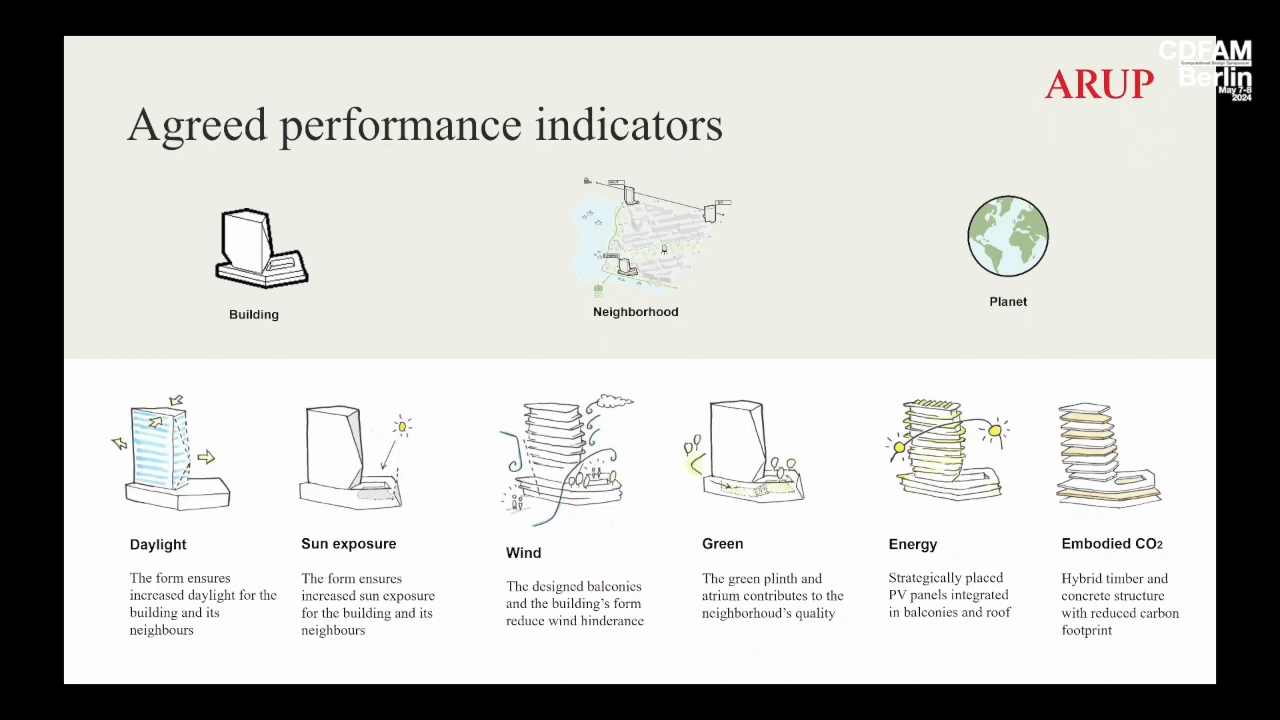 CDFAM
Computational Design Symposium
Berlin
May 7-8
2024
ARUP
Agreed performance indicators
Building
Neighborhood
Planet
Daylight
The form ensures
increased daylight for the
building and its
neighbours
Sun exposure
The form ensures
increased sun exposure
for the building and its
neighbours
Wind
The designed balconies
and the building's form
reduce wind hinderance
Green
The green plinth and
atrium contributes to the
neighborhoud's quality
Energy
Strategically placed
PV panels integrated
in balconies and roof
Embodied CO2
Hybrid timber and
concrete structure
with reduced carbon
footprint